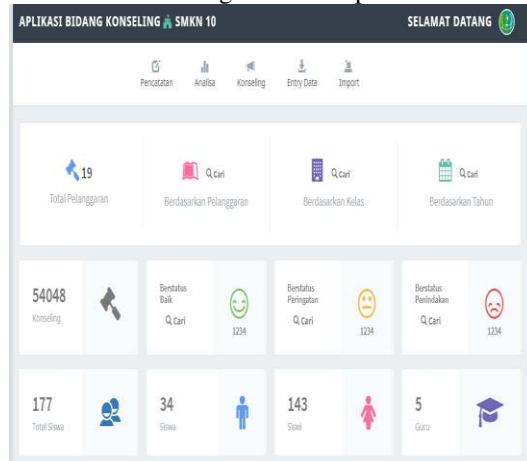 APLIKASI BIDANG KONSELING SMKN 10 SELAMAT DATANG
Pencatatan Analisa Konseling Entry Data Import
19 Cari Cari Cari
Total Pelanggaran Berdasarkan Pelanggaran Berdasarkan Kelas Berdasarkan Tahun
54048
Konseling
Berstatus
Baik
Cari
1234
Berstatus
Peringatan
Cari
1234
Berstatus
Penindakan
Cari
1234
177
Total Siswa
34
Siswa
143
Siswi
5
Guru